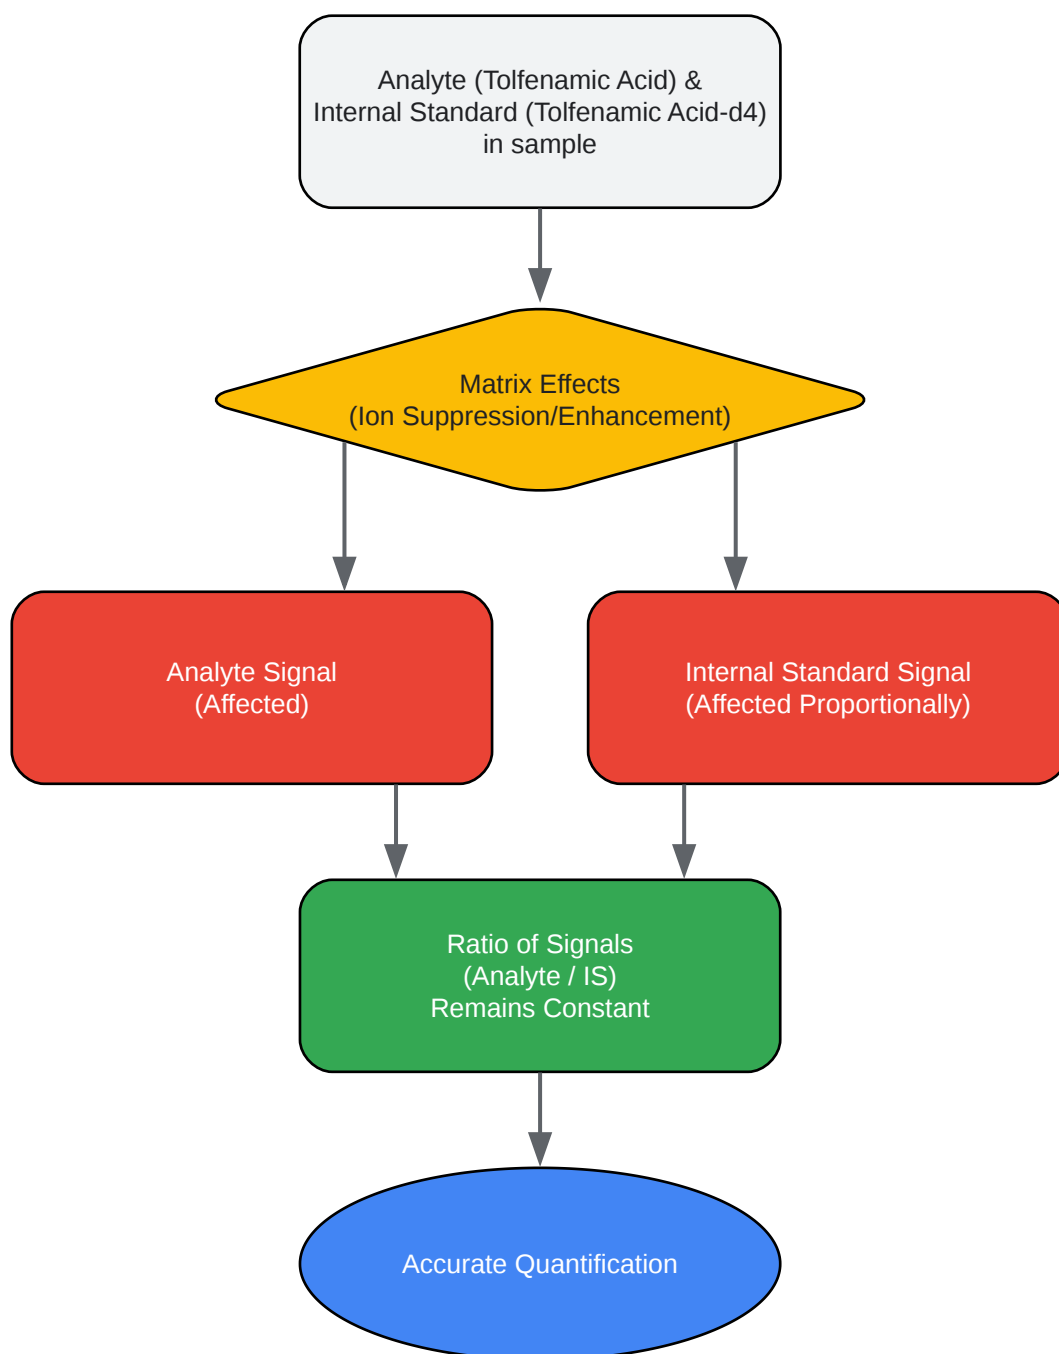 Analyte (Tolfenamic Acid) &
Internal Standard (Tolfenamic Acid-d4)
in sample
Matrix Effects
(Ion Suppression/Enhancement)
Analyte Signal
(Affected)
Internal Standard Signal
(Affected Proportionally)
Ratio of Signals
(Analyte / IS)
Remains Constant
Accurate Quantification